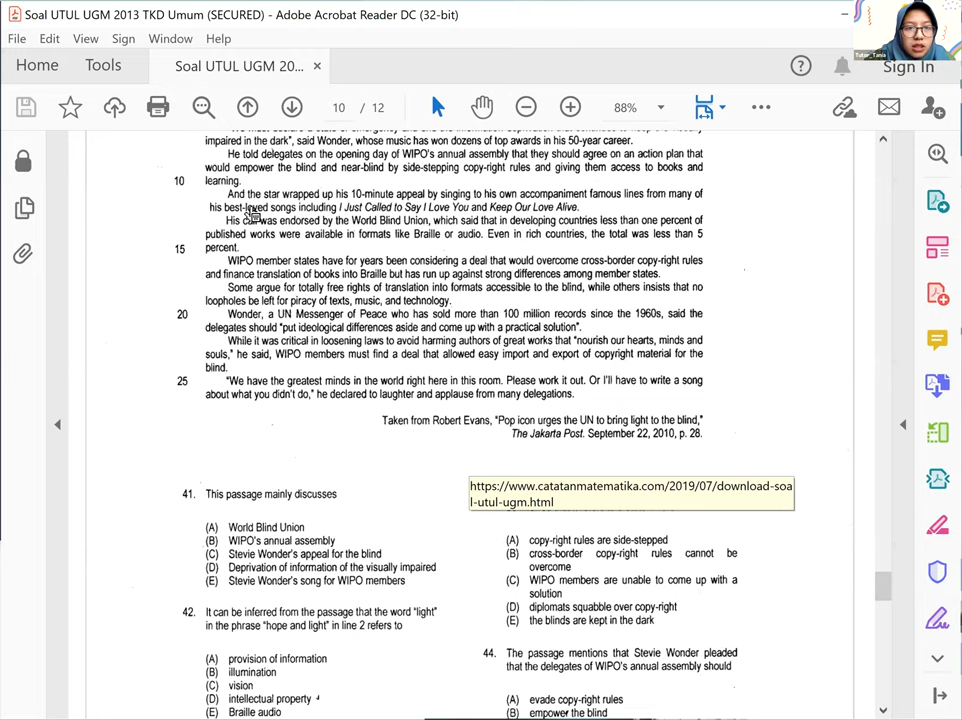 Soal UTUL UGM 2013 TKD Umum (SECURED) - Adobe Acrobat Reader DC (32-bit)
File Edit View Sign Window Help
Home Tools Soal UTUL UGM 20... × Sign In
Tutor_Tania
10 / 12 88%
impaired in the dark", said Wonder, whose music has won dozens of top awards in his 50-year career.
He told delegates on the opening day of WIPO's annual assembly that they should agree on an action plan that
would empower the blind and near-blind by side-stepping copy-right rules and giving them access to books and
10 learning.
And the star wrapped up his 10-minute appeal by singing to his own accompaniment famous lines from many of
his best-loved songs including I Just Called to Say I Love You and Keep Our Love Alive.
His was endorsed by the World Blind Union, which said that in developing countries less than one percent of
published works were available in formats like Braille or audio. Even in rich countries, the total was less than 5
15 percent.
WIPO member states have for years been considering a deal that would overcome cross-border copy-right rules
and finance translation of books into Braille but has run up against strong differences among member states.
Some argue for totally free rights of translation into formats accessible to the blind, while others insists that no
loopholes be left for piracy of texts, music, and technology.
20 Wonder, a UN Messenger of Peace who has sold more than 100 million records since the 1960s, said the
delegates should "put ideological differences aside and come up with a practical solution".
While it was critical in loosening laws to avoid harming authors of great works that "nourish our hearts, minds and
souls," he said, WIPO members must find a deal that allowed easy import and export of copyright material for the
blind.
25 "We have the greatest minds in the world right here in this room. Please work it out. Or I'll have to write a song
about what you didn't do," he declared to laughter and applause from many delegations.
Taken from Robert Evans, "Pop icon urges the UN to bring light to the blind,"
The Jakarta Post. September 22, 2010, p. 28.
41. This passage mainly discusses
(A) World Blind Union
(B) WIPO's annual assembly
(C) Stevie Wonder's appeal for the blind
(D) Deprivation of information of the visually impaired
(E) Stevie Wonder's song for WIPO members
42. It can be inferred from the passage that the word "light"
in the phrase "hope and light" in line 2 refers to
(A) provision of information
(B) illumination
(C) vision
(D) intellectual property
(E) Braille audio
https://www.catatanmatematika.com/2019/07/download-soa
l-utul-ugm.html
(A) copy-right rules are side-stepped
(B) cross-border copy-right rules cannot be
overcome
(C) WIPO members are unable to come up with a
solution
(D) diplomats squabble over copy-right
(E) the blinds are kept in the dark
44. The passage mentions that Stevie Wonder pleaded
that the delegates of WIPO's annual assembly should
(A) evade copy-right rules
(B) empower the blind